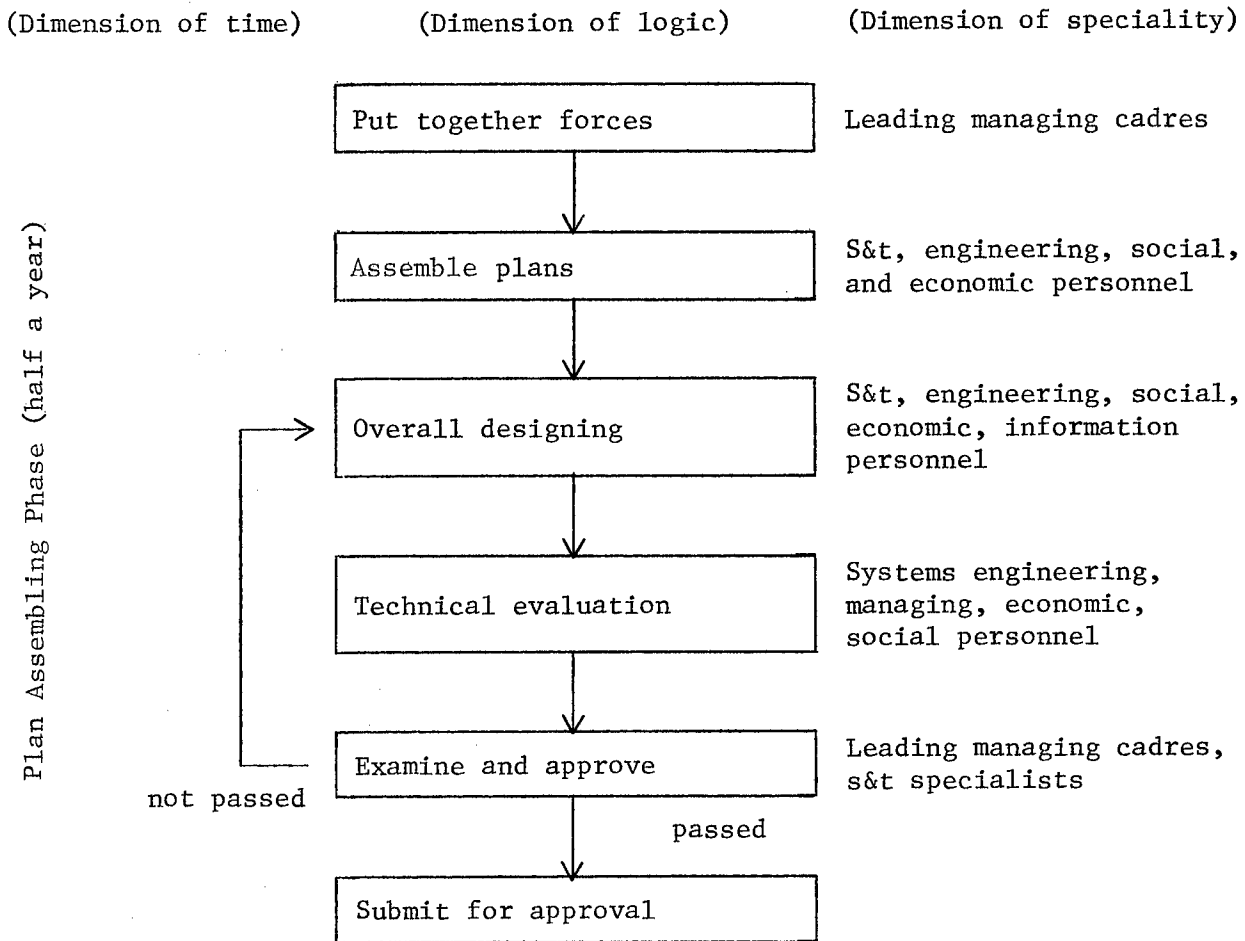 (Dimension of time) (Dimension of logic) (Dimension of speciality)
Put together forces
Leading managing cadres
Assemble plans
S&t, engineering, social,
and economic personnel
Overall designing
S&t, engineering, social,
economic, information
personnel
Technical evaluation
Systems engineering,
managing, economic,
social personnel
Examine and approve
Leading managing cadres,
s&t specialists
not passed
passed
Submit for approval
Plan Assembling Phase (half a year)